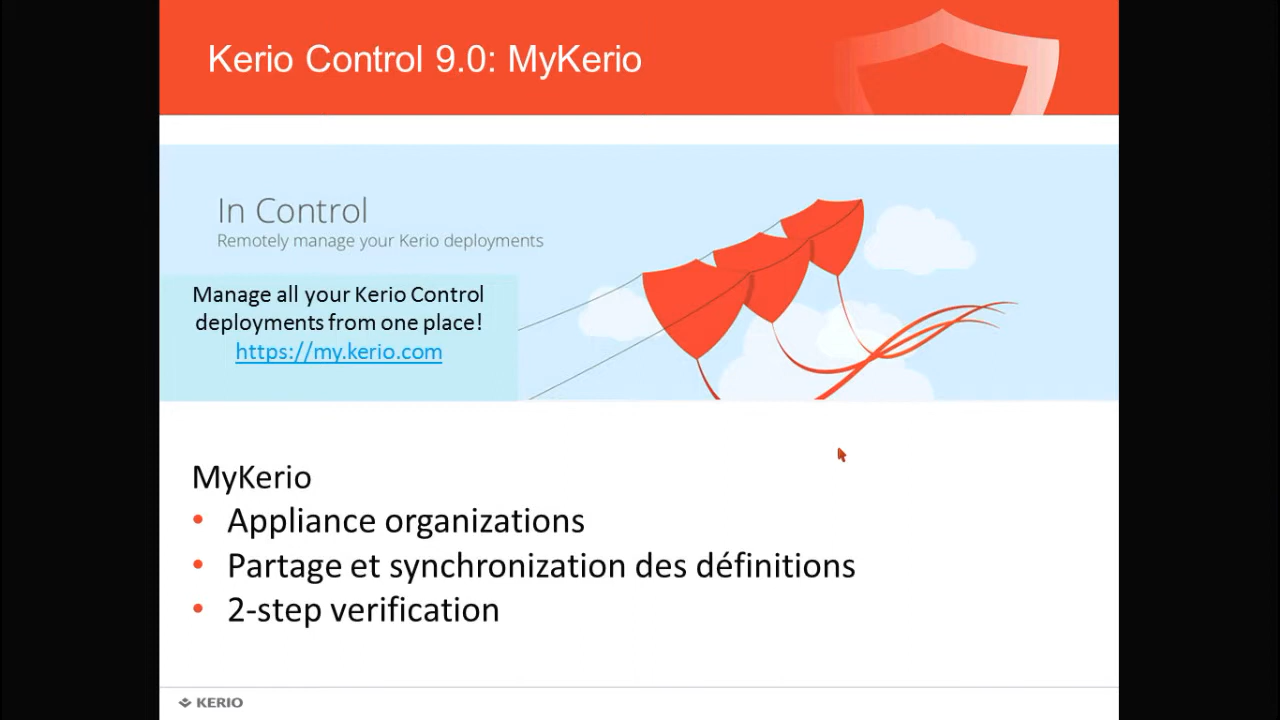 Kerio Control 9.0: MyKerio
In Control
Remotely manage your Kerio deployments
Manage all your Kerio Control
deployments from one place!
https://my.kerio.com
MyKerio
• Appliance organizations
• Partage et synchronization des définitions
• 2-step verification
KERIO